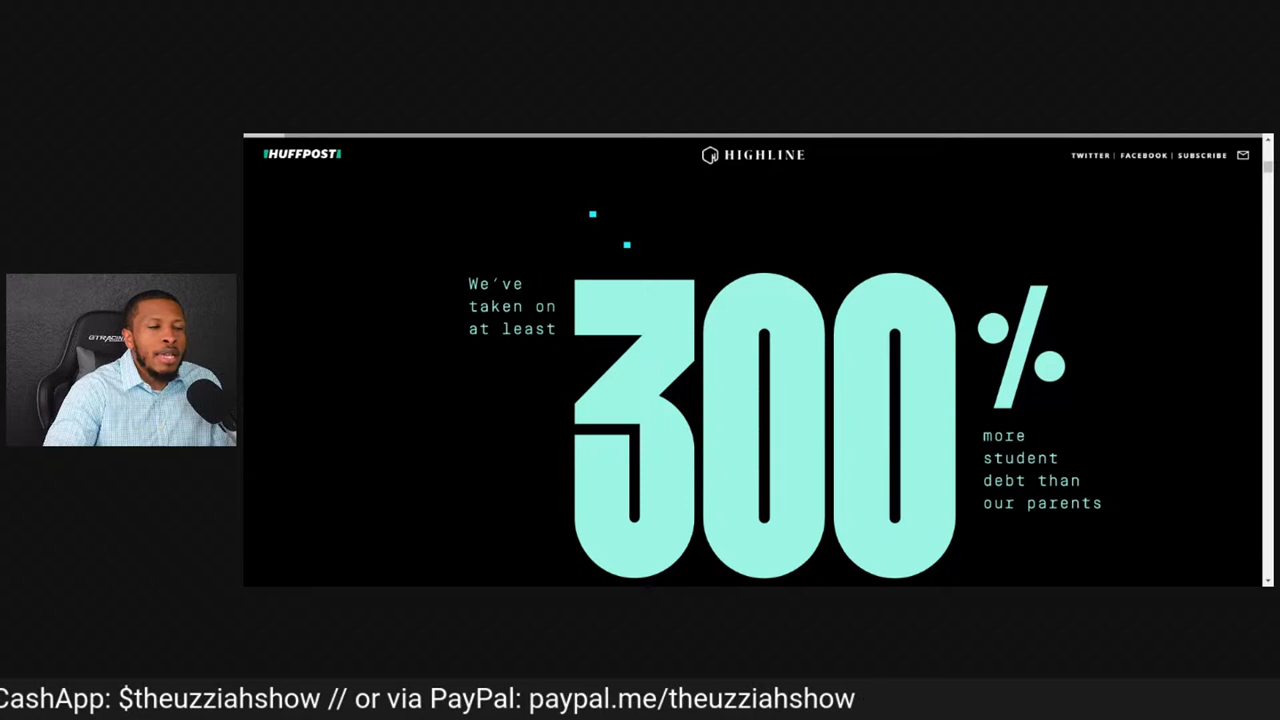 HUFFPOST
HIGHLINE
TWITTER | FACEBOOK | SUBSCRIBE
We've
taken on
at least
300%
more
student
debt than
our parents
GTRACING
CashApp: $theuzziahshow // or via PayPal: paypal.me/theuzziahshow